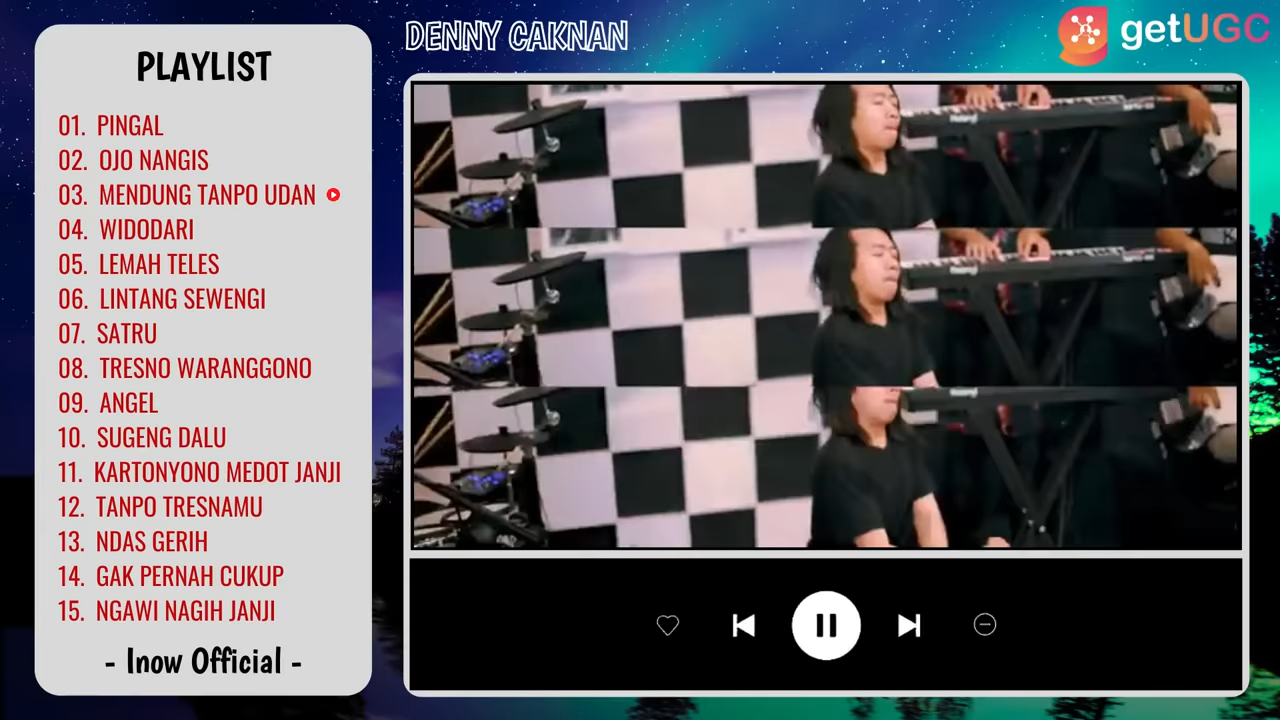 DENNY CAKNAN
getUGC
PLAYLIST
01. PINGAL
02. OJO NANGIS
03. MENDUNG TANPO UDAN
04. WIDODARI
05. LEMAH TELES
06. LINTANG SEWENGI
07. SATRU
08. TRESNO WARANGGONO
09. ANGEL
10. SUGENG DALU
11. KARTONYONO MEDOT JANJI
12. TANPO TRESNAMU
13. NDAS GERIH
14. GAK PERNAH CUKUP
15. NGAWI NAGIH JANJI
- Inow Official -